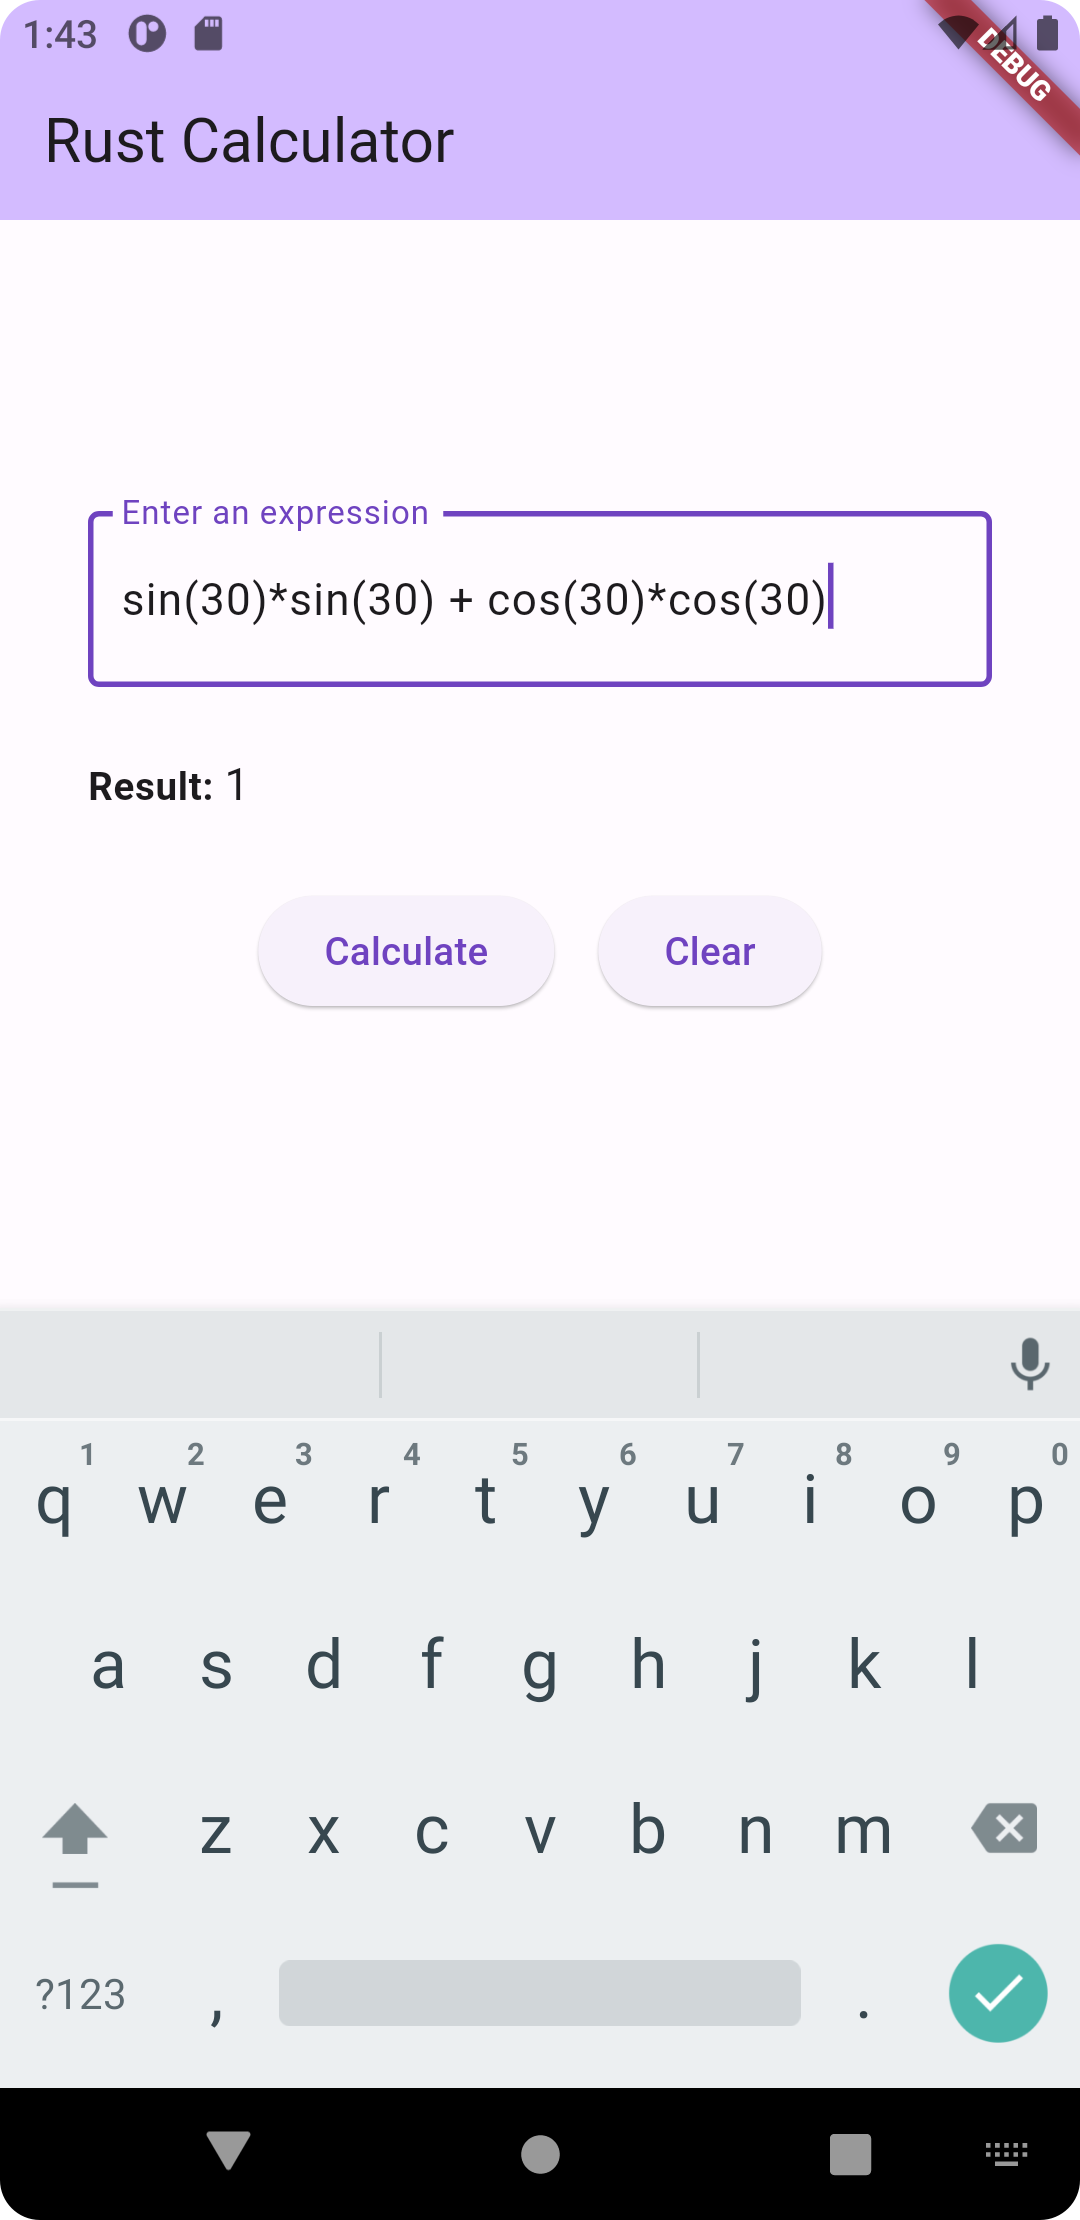 1:43
DEBUG
Rust Calculator
Enter an expression
sin(30)*sin(30) + cos(30)*cos(30)
Result: 1
Calculate Clear
1 2 3 4 5 6 7 8 9 0
q w e r t y u i o p
a s d f g h j k l
z x c v b n m
?123 , .